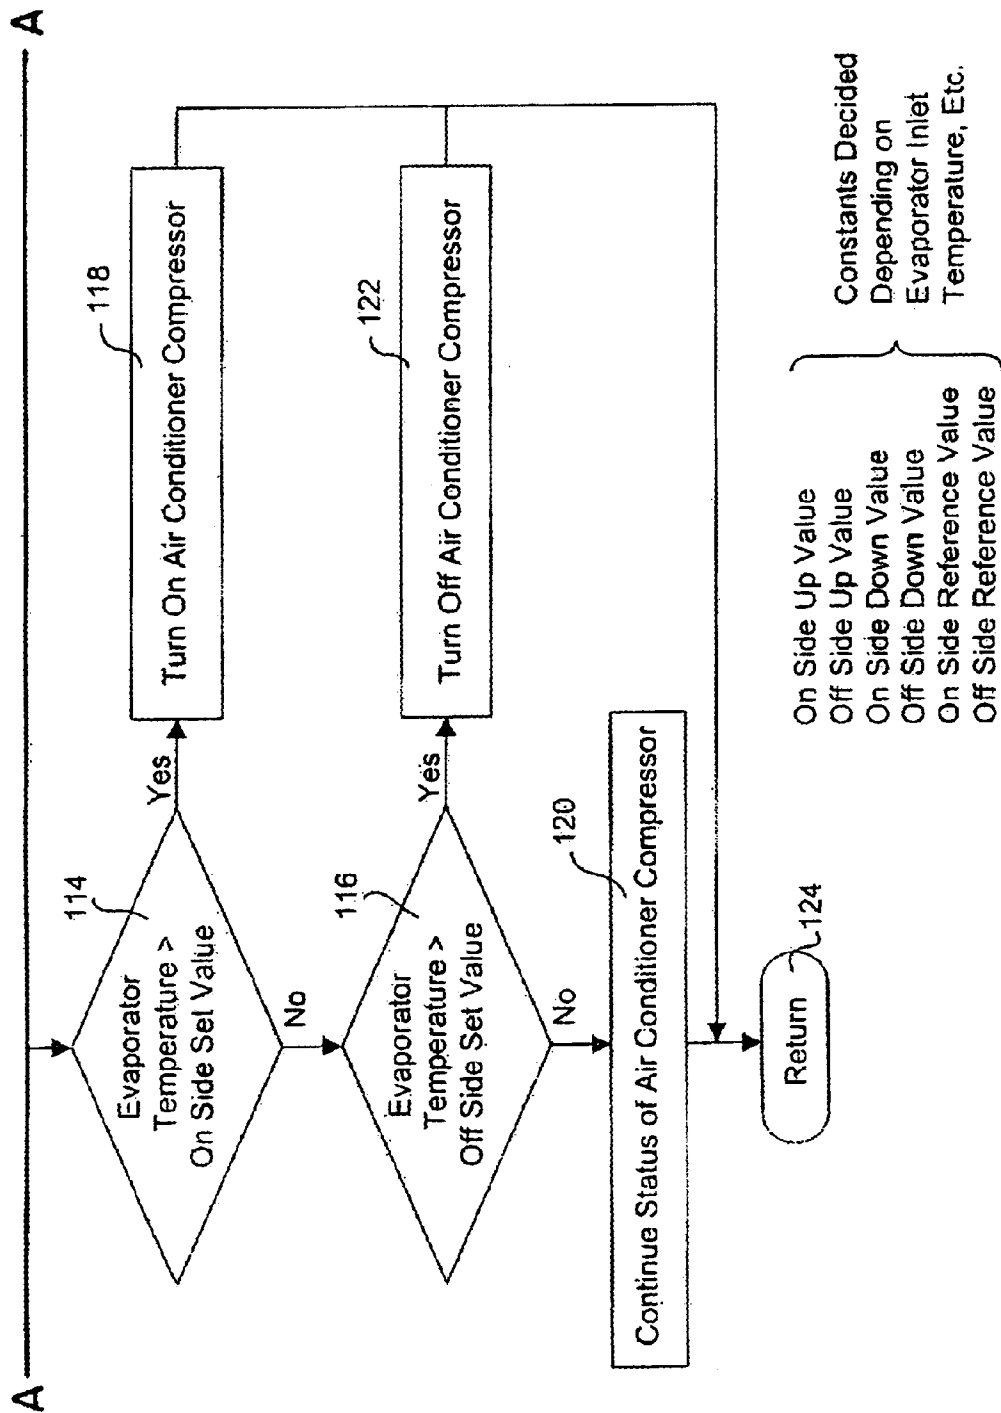 A
A
Evaporator
Temperature >
On Side Set Value
114
Yes
118
Turn On Air Conditioner Compressor
No
Evaporator
Temperature >
Off Side Set Value
116
Yes
122
Turn Off Air Conditioner Compressor
No
120
Continue Status of Air Conditioner Compressor
Return
124
On Side Up Value
Off Side Up Value
On Side Down Value
Off Side Down Value
On Side Reference Value
Off Side Reference Value
Constants Decided
Depending on
Evaporator Inlet
Temperature, Etc.